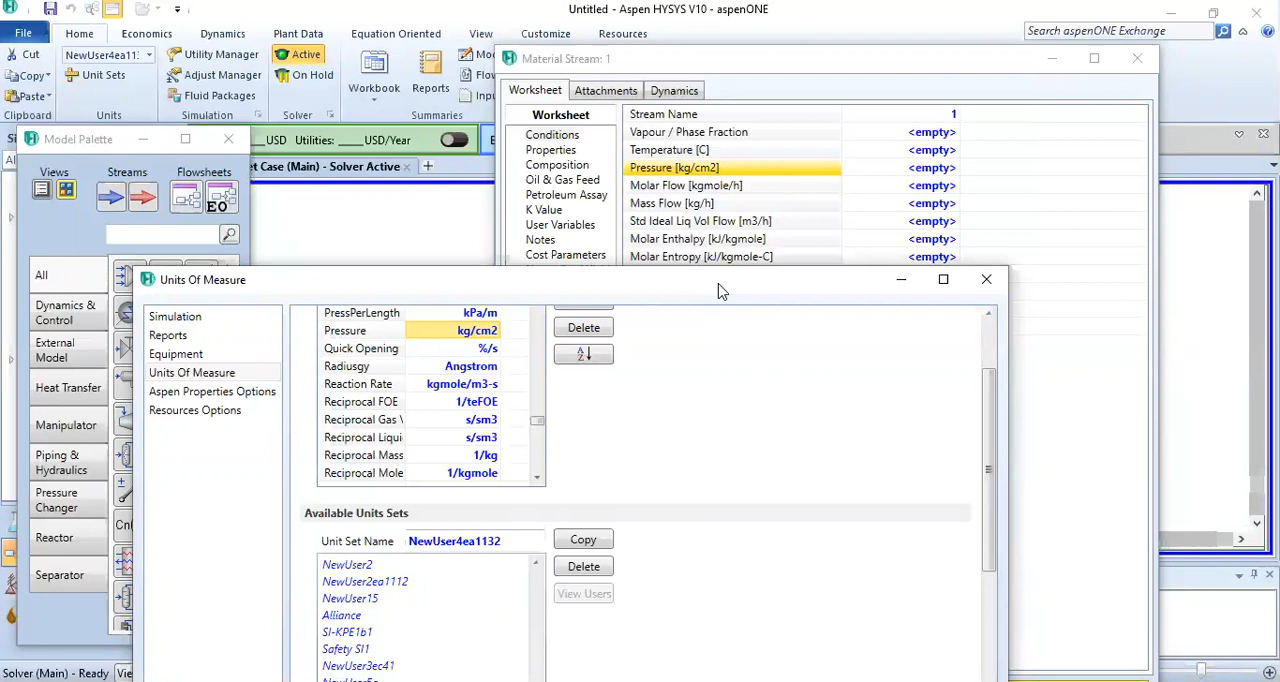 Untitled - Aspen HYSYS V10 - aspenONE
File
Home
Economics
Dynamics
Plant Data
Equation Oriented
View
Customize
Resources
Search aspenONE Exchange
Cut
Copy
Paste
Clipboard
NewUser4ea11
Unit Sets
Units
Utility Manager
Adjust Manager
Fluid Packages
Simulation
Active
On Hold
Solver
Workbook
Reports
Summaries
Material Stream: 1
Worksheet
Attachments
Dynamics
Worksheet
Conditions
Properties
Composition
Oil & Gas Feed
Petroleum Assay
K Value
User Variables
Notes
Cost Parameters
Stream Name 1
Vapour / Phase Fraction <empty>
Temperature [C] <empty>
Pressure [kg/cm2] <empty>
Molar Flow [kgmole/h] <empty>
Mass Flow [kg/h] <empty>
Std Ideal Liq Vol Flow [m3/h] <empty>
Molar Enthalpy [kJ/kgmole] <empty>
Molar Entropy [kJ/kgmole-C] <empty>
Model Palette
USD Utilities: ____USD/Year
Case (Main) - Solver Active
Views
Streams
Flowsheets
EO
All
Dynamics &
Control
External
Model
Heat Transfer
Manipulator
Piping &
Hydraulics
Pressure
Changer
Reactor
Separator
Units Of Measure
Simulation
Reports
Equipment
Units Of Measure
Aspen Properties Options
Resources Options
PressPerLength kPa/m
Pressure kg/cm2
Quick Opening %/s
Radiusgy Angstrom
Reaction Rate kgmole/m3-s
Reciprocal FOE 1/teFOE
Reciprocal Gas s/sm3
Reciprocal s/sm3
Reciprocal Mass 1/kg
Reciprocal Mole 1/kgmole
Delete
Available Units Sets
Unit Set Name NewUser4ea1132
Copy
Delete
View Users
NewUser2
NewUser2ea1112
NewUser15
Alliance
SI-KPE1b1
Safety SI1
NewUser3ec41
Solver (Main) - Ready